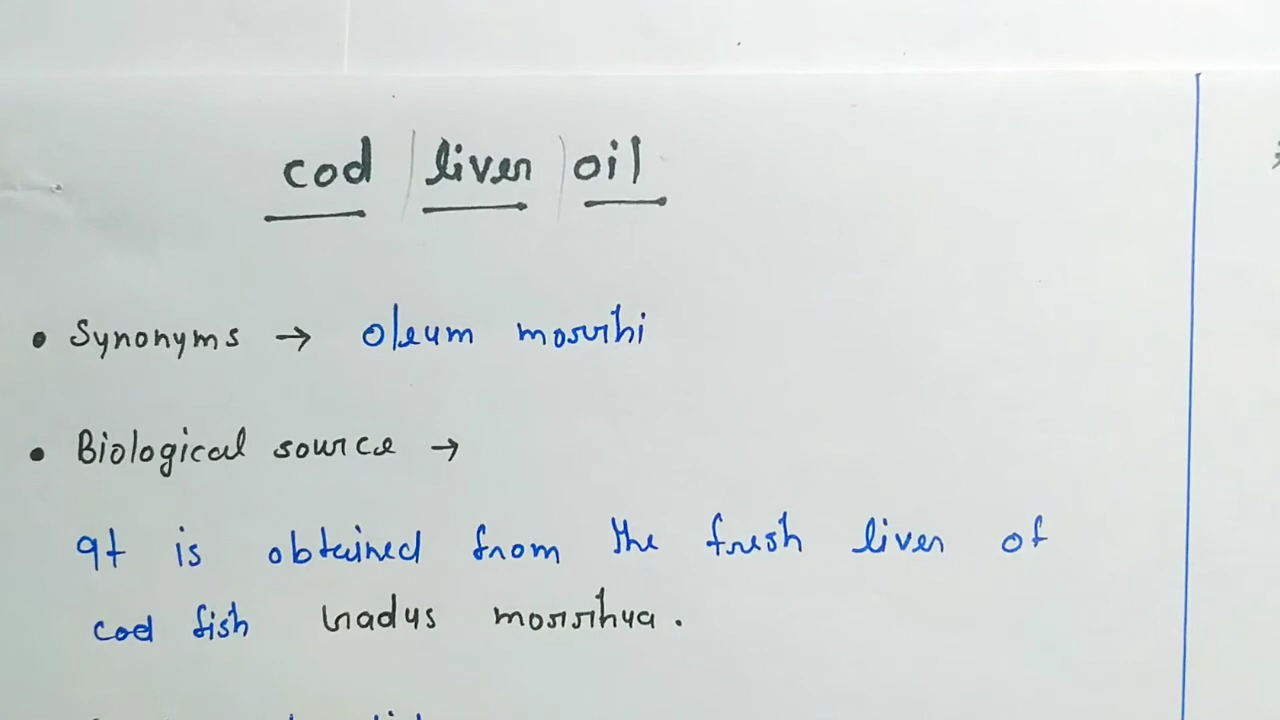 cod liver oil
• Synonyms → oleum morrhi
• Biological source →
It is obtained from the fresh liver of
cod fish Gadus morrhua.